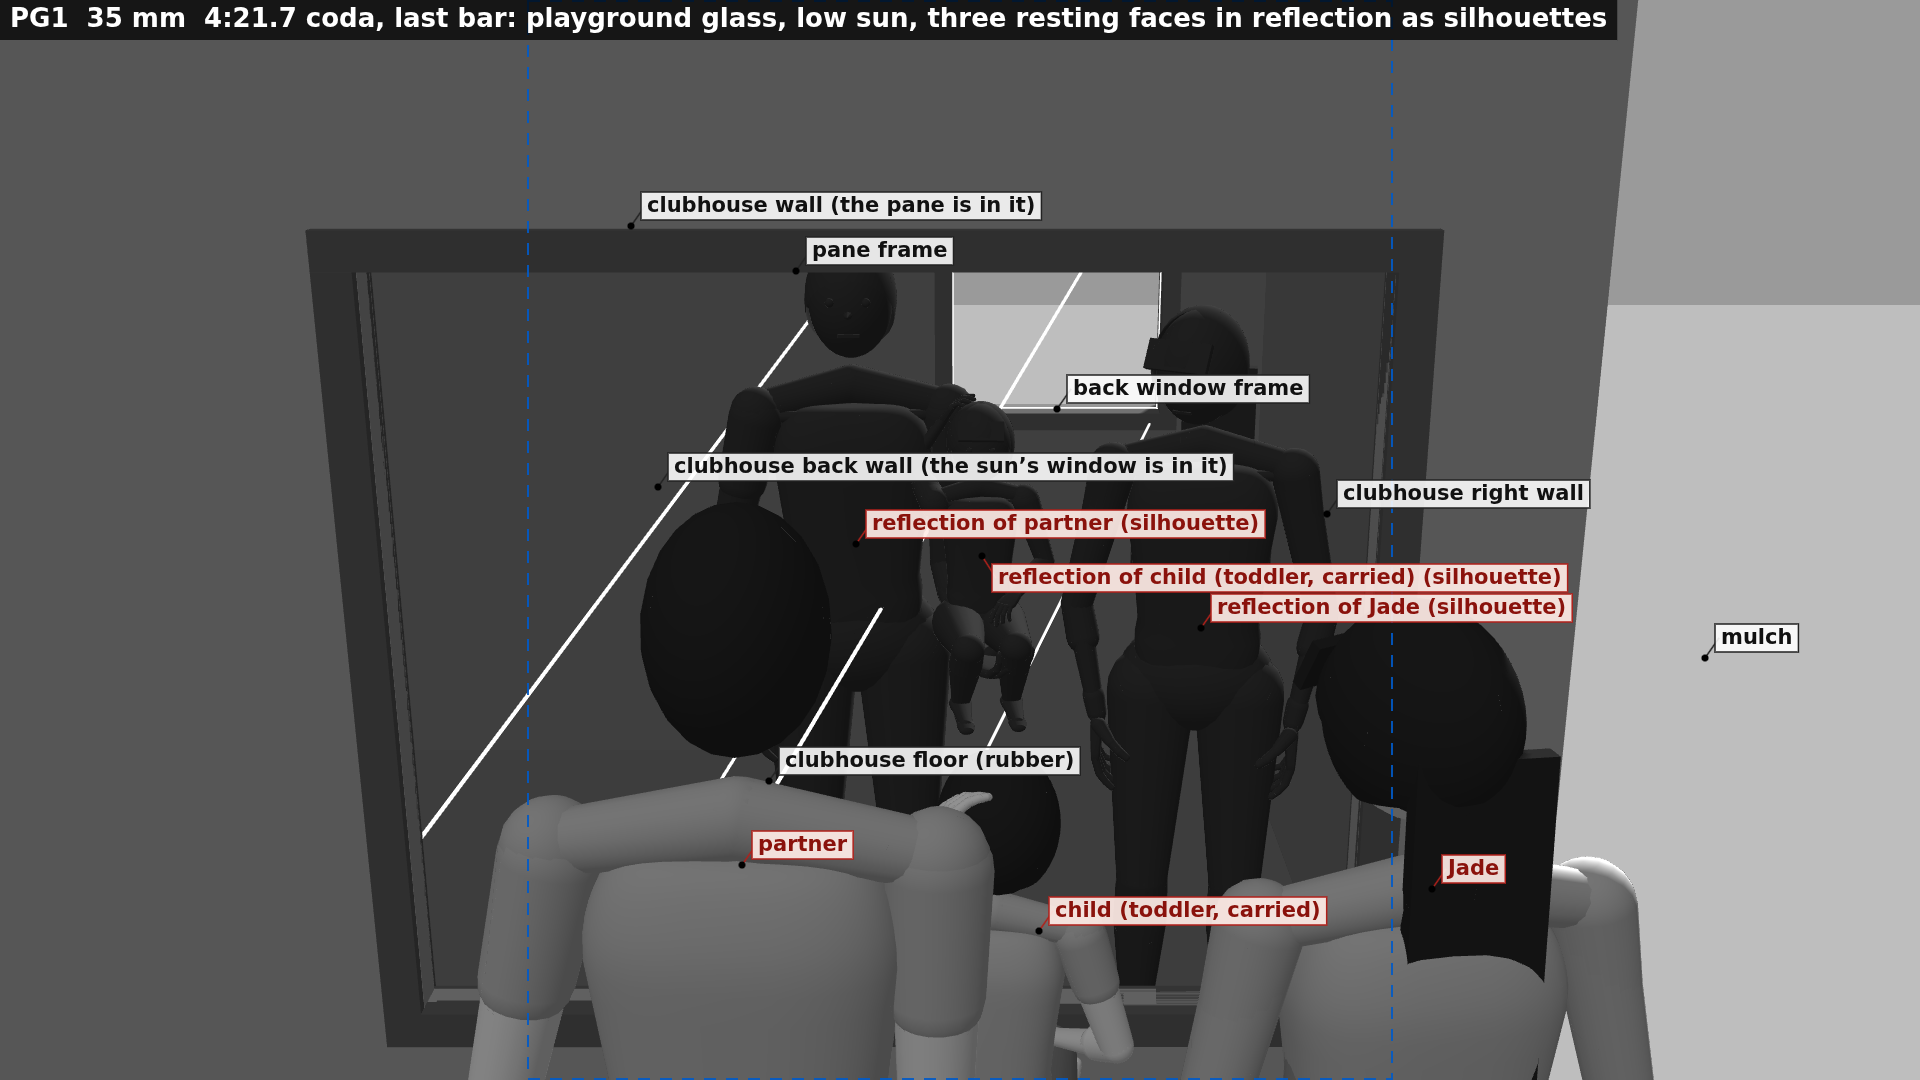 PG1  35 mm  4:21.7 coda, last bar: playground glass, low sun, three resting faces in reflection as silhouettes
clubhouse wall (the pane is in it)
pane frame
back window frame
clubhouse back wall (the sun’s window is in it)
clubhouse right wall
reflection of partner (silhouette)
reflection of child (toddler, carried) (silhouette)
reflection of Jade (silhouette)
mulch
clubhouse floor (rubber)
partner
Jade
child (toddler, carried)